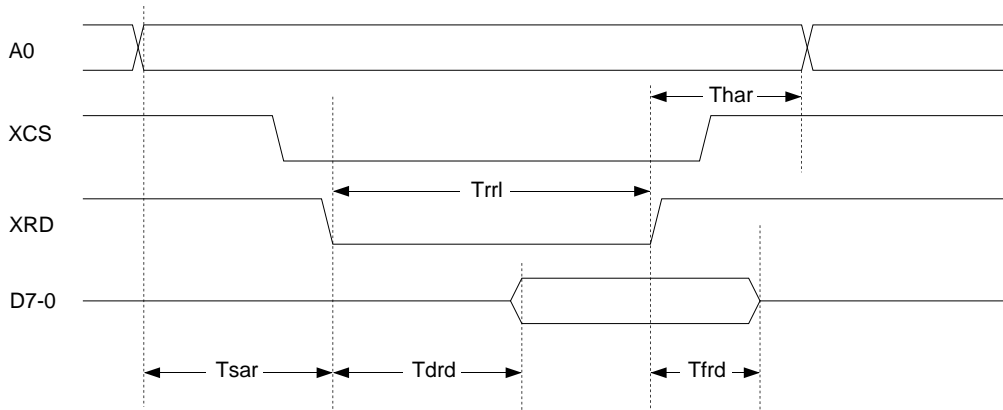 A0
Thar
XCS
Trrl
XRD
D7-0
Tsar Tdrd Tfrd